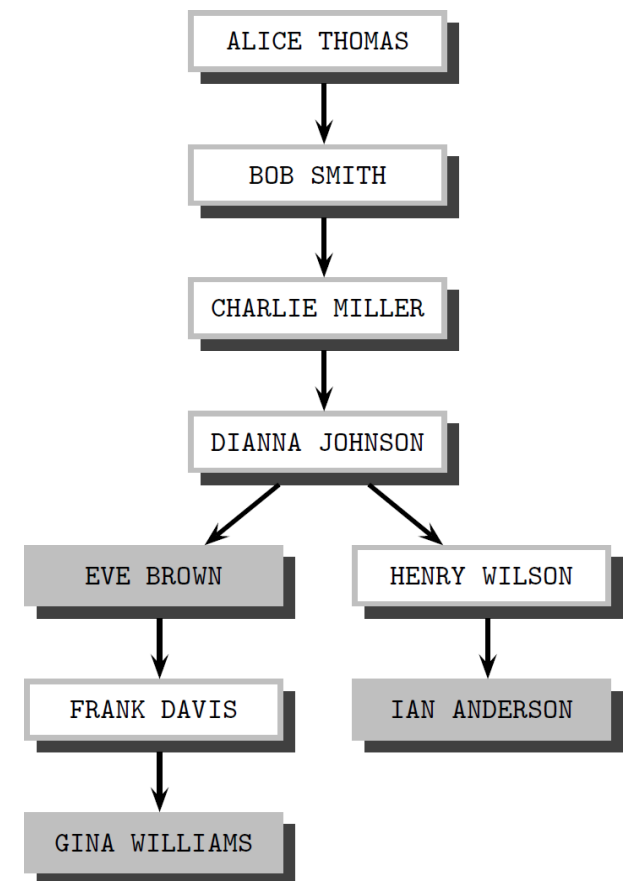 ALICE THOMAS
BOB SMITH
CHARLIE MILLER
DIANNA JOHNSON
EVE BROWN
HENRY WILSON
FRANK DAVIS
IAN ANDERSON
GINA WILLIAMS